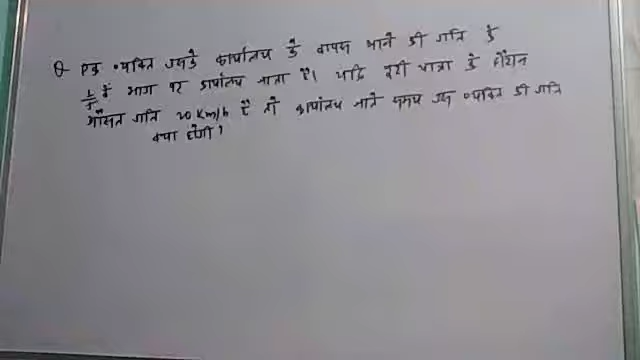 Q एक व्यक्ति उसके कार्यालय से वापस आने की गति के
1/5 वें भाग पर कार्यालय जाता है। यदि पूरी यात्रा के दौरान
औसत गति 20 km/h है तो कार्यालय जाते समय उस व्यक्ति की गति
क्या होगी?